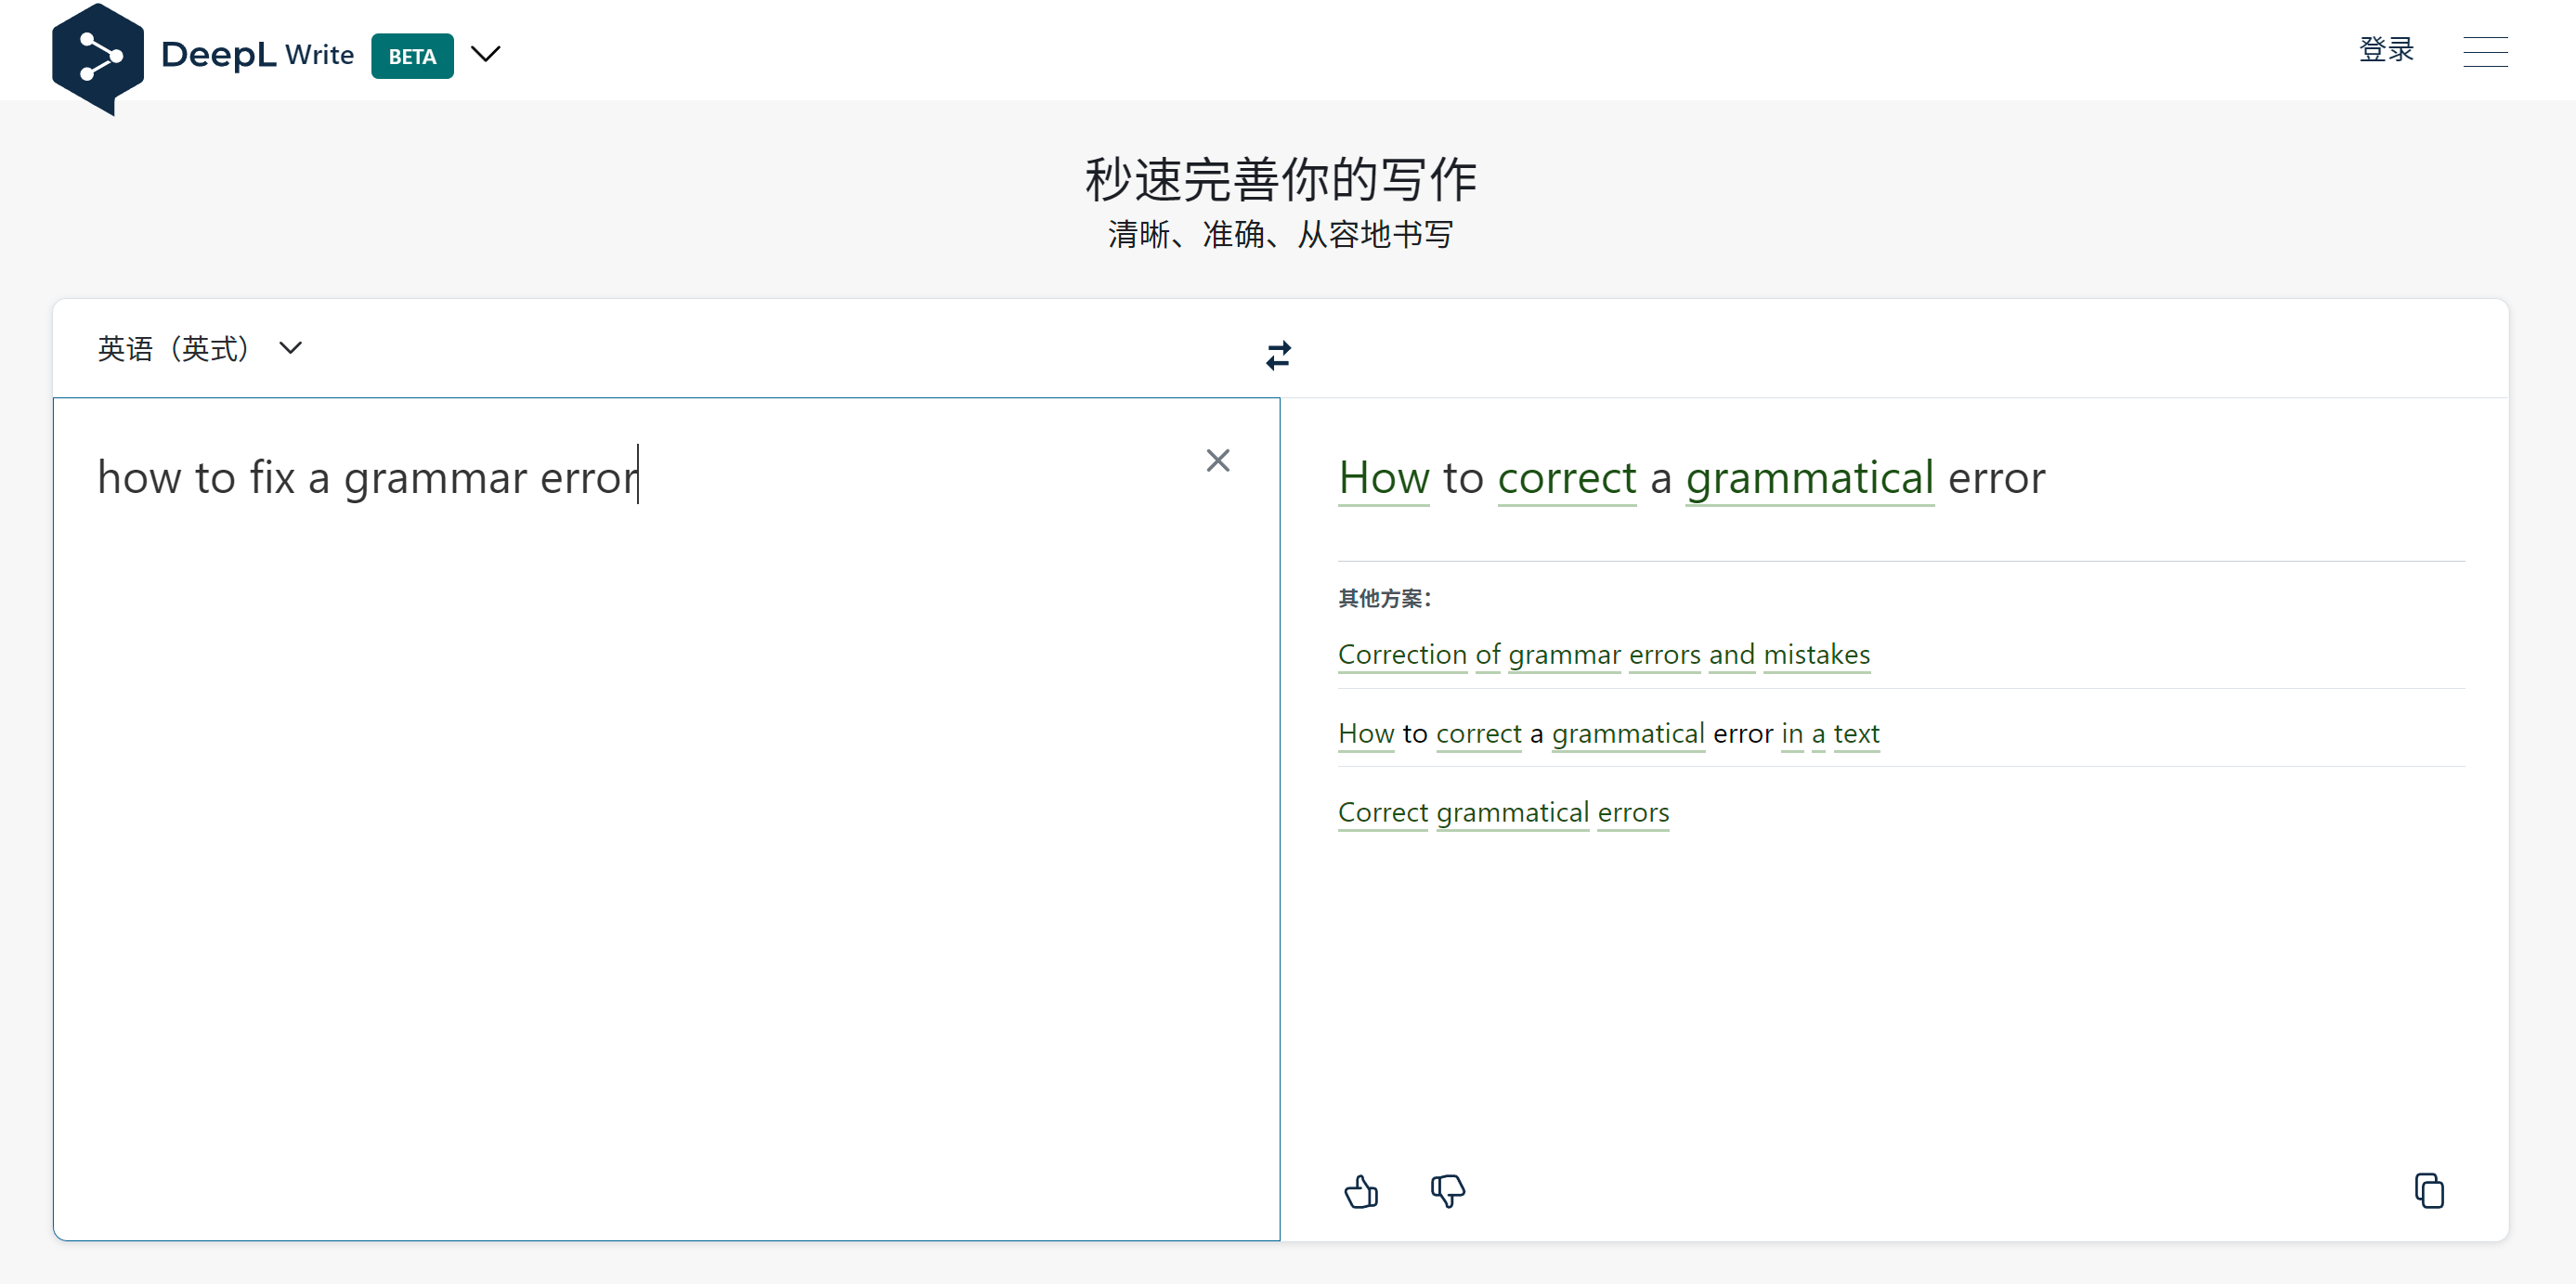 DeepL Write BETA
登录
秒速完善你的写作
清晰、准确、从容地书写
英语（英式）
how to fix a grammar error
How to correct a grammatical error
其他方案：
Correction of grammar errors and mistakes
How to correct a grammatical error in a text
Correct grammatical errors